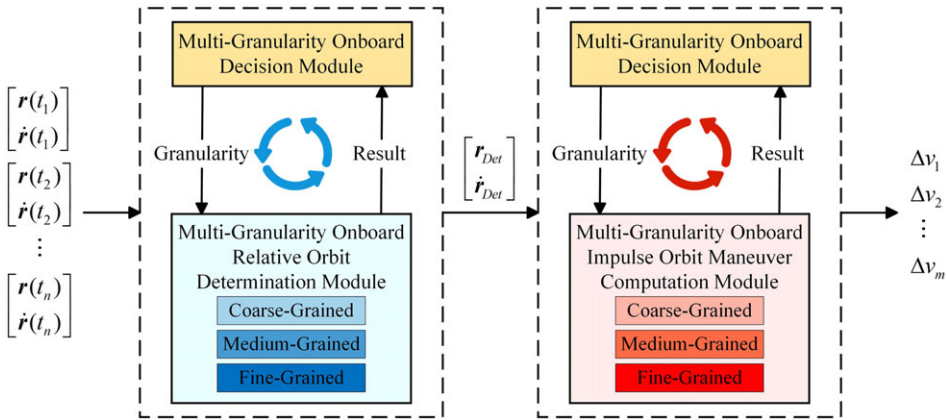 r(t₁)
ṙ(t₁)
r(t₂)
ṙ(t₂)
⋮
r(tₙ)
ṙ(tₙ)
Multi-Granularity Onboard
Decision Module
Granularity
Result
Multi-Granularity Onboard
Relative Orbit
Determination Module
Coarse-Grained
Medium-Grained
Fine-Grained
r_Det
ṙ_Det
Multi-Granularity Onboard
Decision Module
Granularity
Result
Multi-Granularity Onboard
Impulse Orbit Maneuver
Computation Module
Coarse-Grained
Medium-Grained
Fine-Grained
Δv₁
Δv₂
⋮
Δvₘ